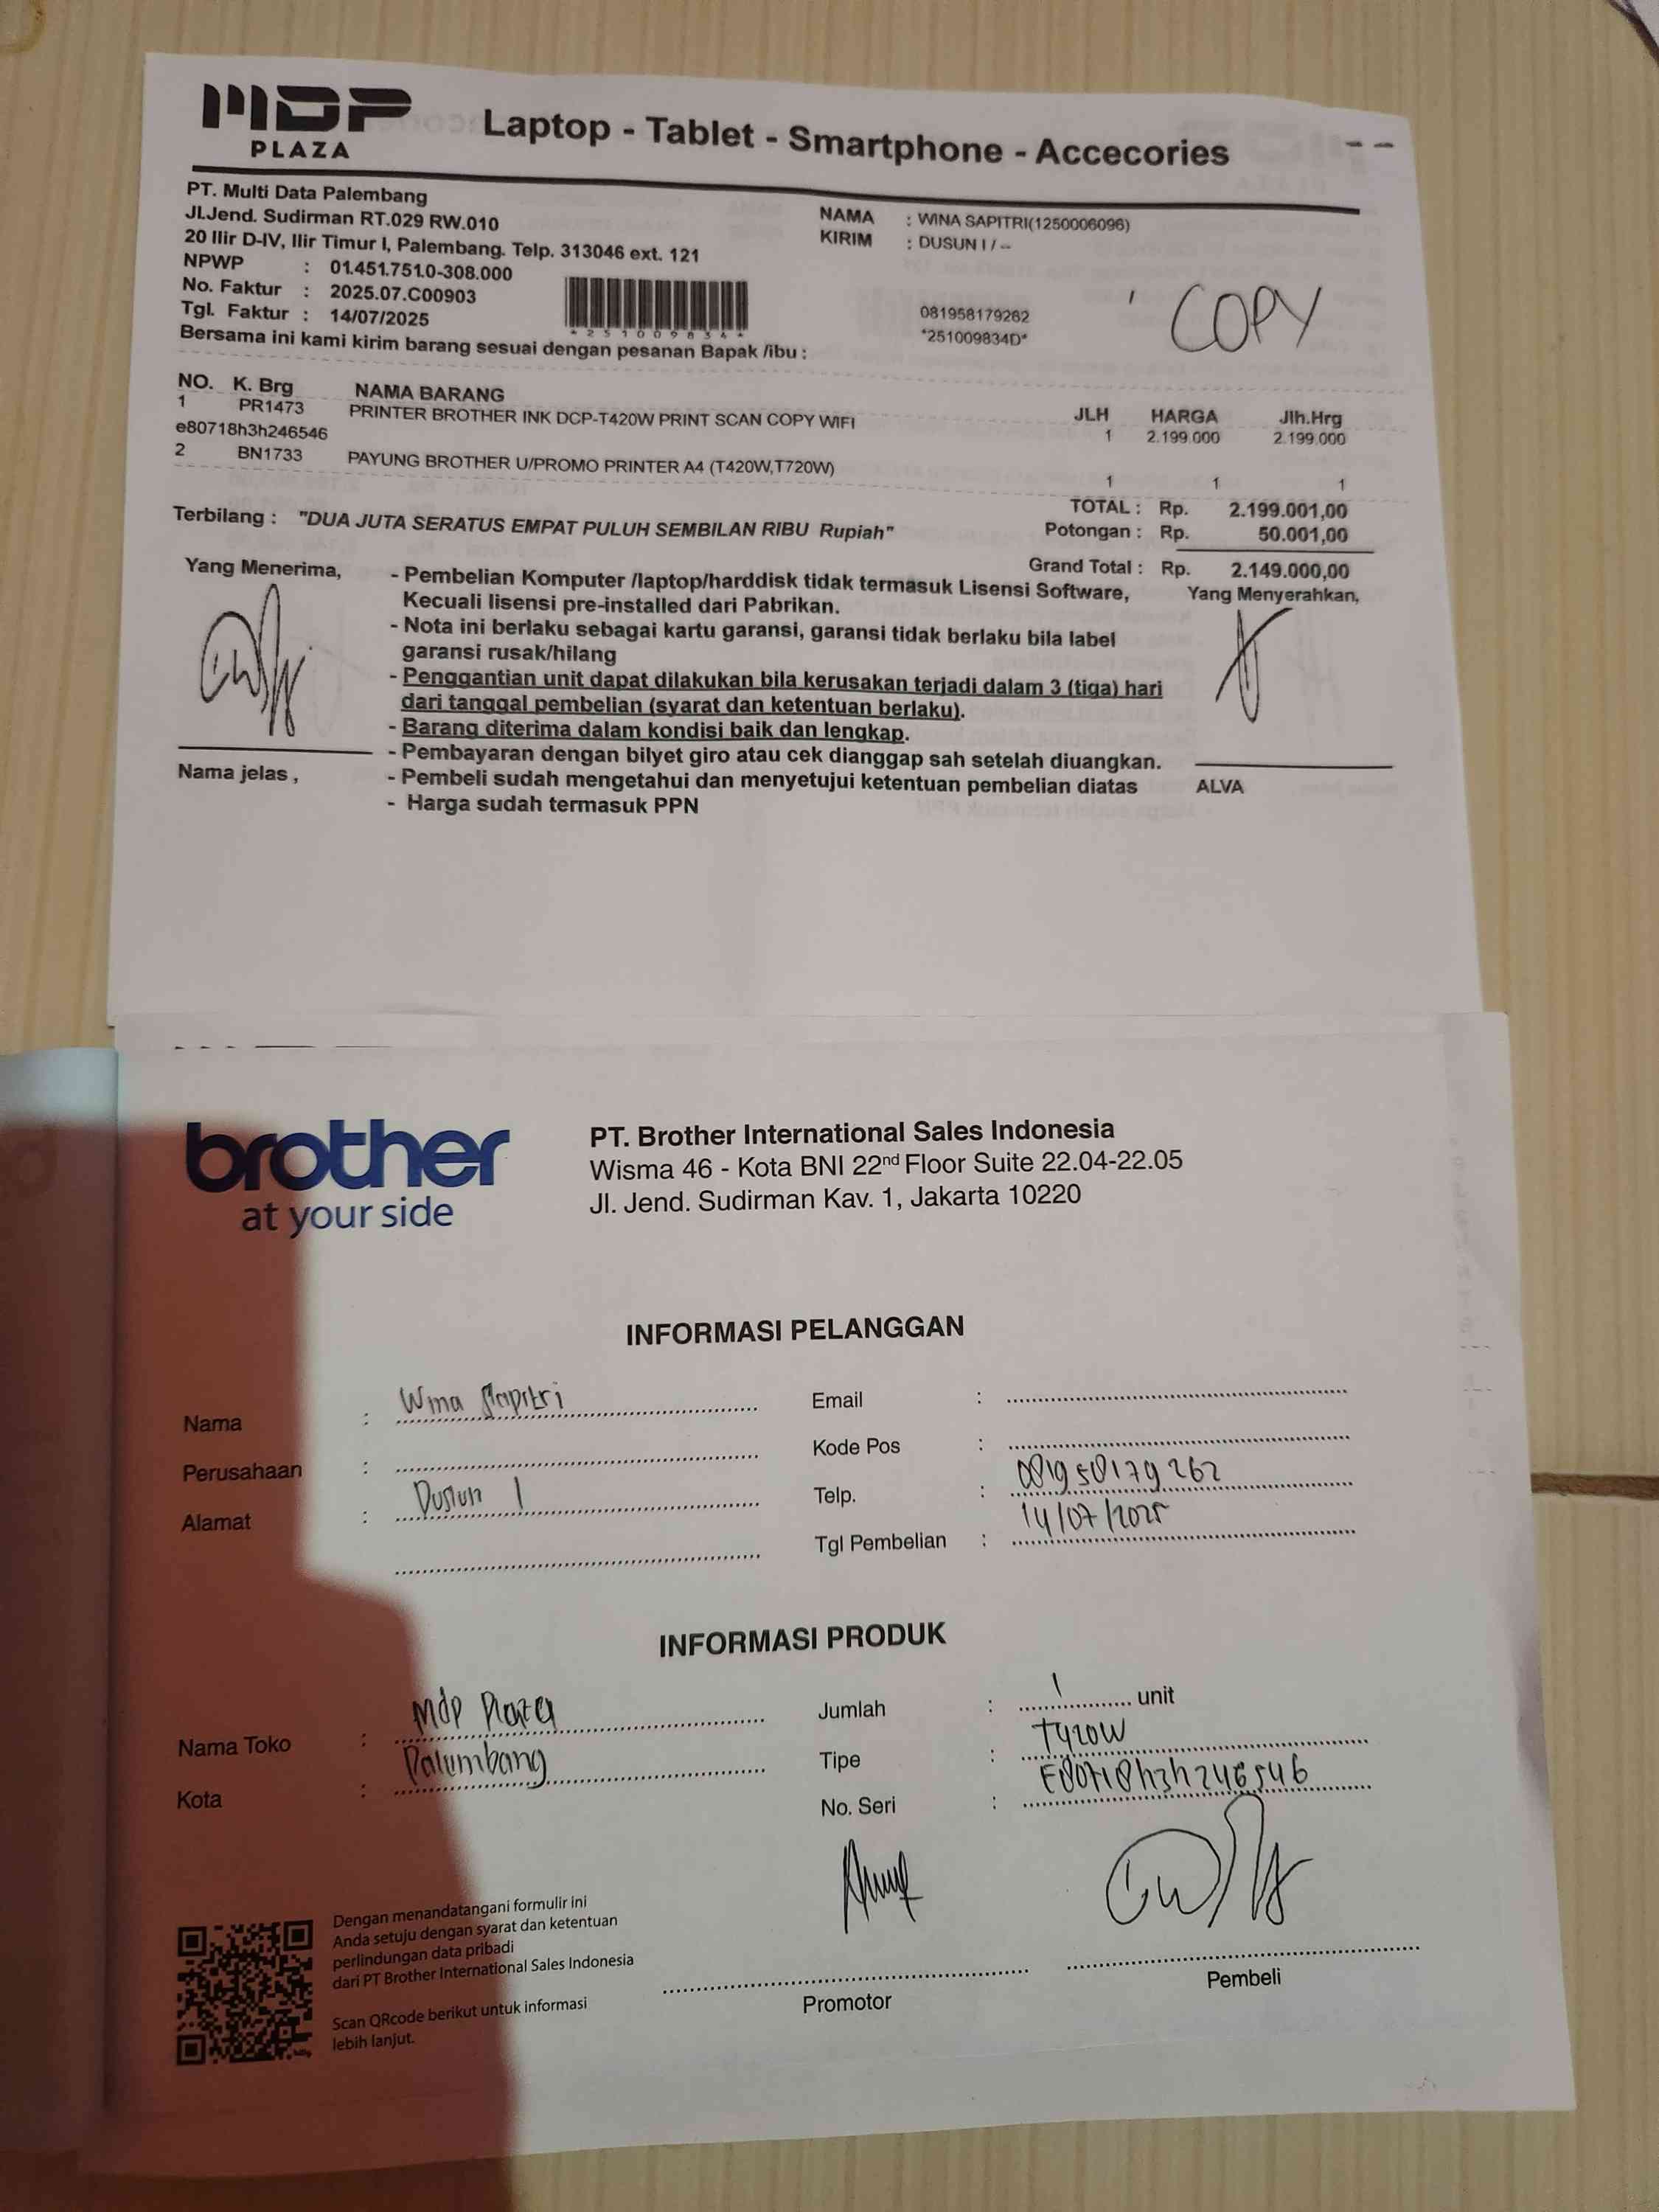 MDP
PLAZA
Laptop - Tablet - Smartphone - Accecories
PT. Multi Data Palembang
Jl.Jend. Sudirman RT.029 RW.010
20 Ilir D-IV, Ilir Timur I, Palembang. Telp. 313046 ext. 121
NPWP : 01.451.751.0-308.000
No. Faktur : 2025.07.C00903
Tgl. Faktur : 14/07/2025
Bersama ini kami kirim barang sesuai dengan pesanan Bapak /ibu :
NAMA : WINA SAPITRI(1250006096)
KIRIM : DUSUN I / --
081958179262
*251009834D*
COPY
NO. K. Brg NAMA BARANG JLH HARGA Jlh.Hrg
1 PR1473 PRINTER BROTHER INK DCP-T420W PRINT SCAN COPY WIFI 1 2.199.000 2.199.000
e80718h3h246546
2 BN1733 PAYUNG BROTHER U/PROMO PRINTER A4 (T420W,T720W) 1 1 1
TOTAL : Rp. 2.199.001,00
Terbilang : "DUA JUTA SERATUS EMPAT PULUH SEMBILAN RIBU Rupiah" Potongan : Rp. 50.001,00
Grand Total : Rp. 2.149.000,00
Yang Menerima,
- Pembelian Komputer /laptop/harddisk tidak termasuk Lisensi Software,
Kecuali lisensi pre-installed dari Pabrikan.
- Nota ini berlaku sebagai kartu garansi, garansi tidak berlaku bila label
garansi rusak/hilang
- Penggantian unit dapat dilakukan bila kerusakan terjadi dalam 3 (tiga) hari
dari tanggal pembelian (syarat dan ketentuan berlaku).
- Barang diterima dalam kondisi baik dan lengkap.
- Pembayaran dengan bilyet giro atau cek dianggap sah setelah diuangkan.
- Pembeli sudah mengetahui dan menyetujui ketentuan pembelian diatas
- Harga sudah termasuk PPN
Yang Menyerahkan,
Nama jelas ,
ALVA
brother
at your side
PT. Brother International Sales Indonesia
Wisma 46 - Kota BNI 22nd Floor Suite 22.04-22.05
Jl. Jend. Sudirman Kav. 1, Jakarta 10220
INFORMASI PELANGGAN
Nama : Wina Sapitri
Perusahaan :
Alamat : Dusun 1
Email :
Kode Pos :
Telp. : 081958179262
Tgl Pembelian : 14/07/2025
INFORMASI PRODUK
Nama Toko : Mdp Plaza
Kota : Palembang
Jumlah : 1 unit
Tipe : T420W
No. Seri : E80718h3h246546
Dengan menandatangani formulir ini
Anda setuju dengan syarat dan ketentuan
perlindungan data pribadi
dari PT Brother International Sales Indonesia
Scan QRcode berikut untuk informasi
lebih lanjut.
Promotor
Pembeli